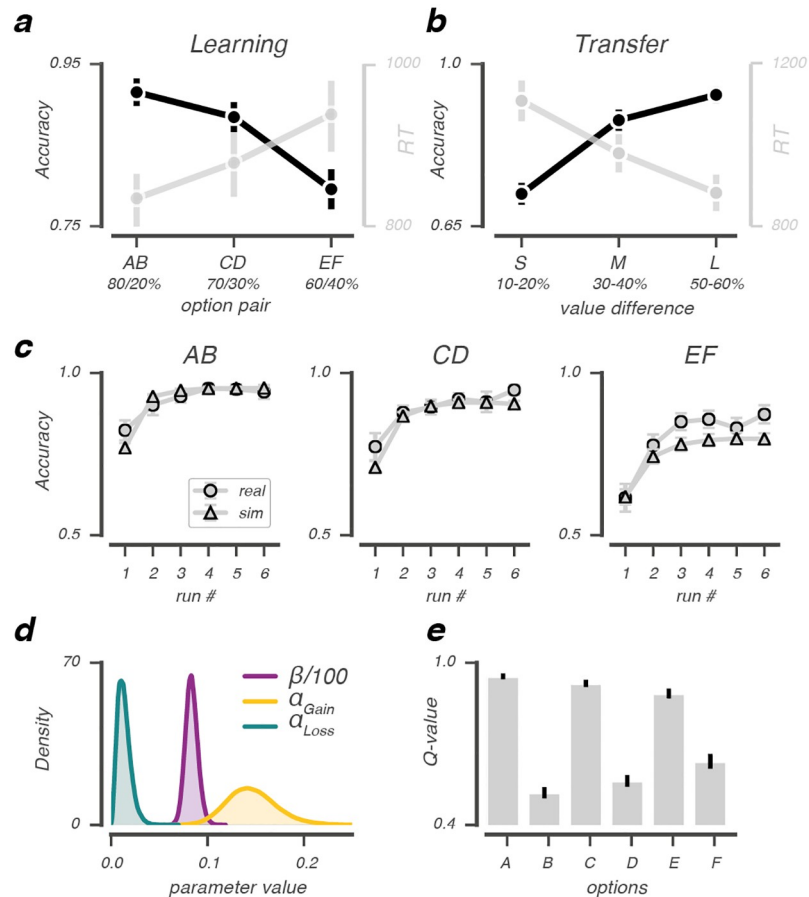 a
Learning
0.95
Accuracy
0.75
1000
RT
800
AB CD EF
80/20% 70/30% 60/40%
option pair
b
Transfer
1.0
Accuracy
0.65
1200
RT
800
S M L
10-20% 30-40% 50-60%
value difference
c
AB
1.0
Accuracy
0.5
real
sim
1 2 3 4 5 6
run #
CD
1.0
0.5
1 2 3 4 5 6
run #
EF
1.0
0.5
1 2 3 4 5 6
run #
d
70
Density
0
β/100
αGain
αLoss
0.0 0.1 0.2
parameter value
e
1.0
Q-value
0.4
A B C D E F
options